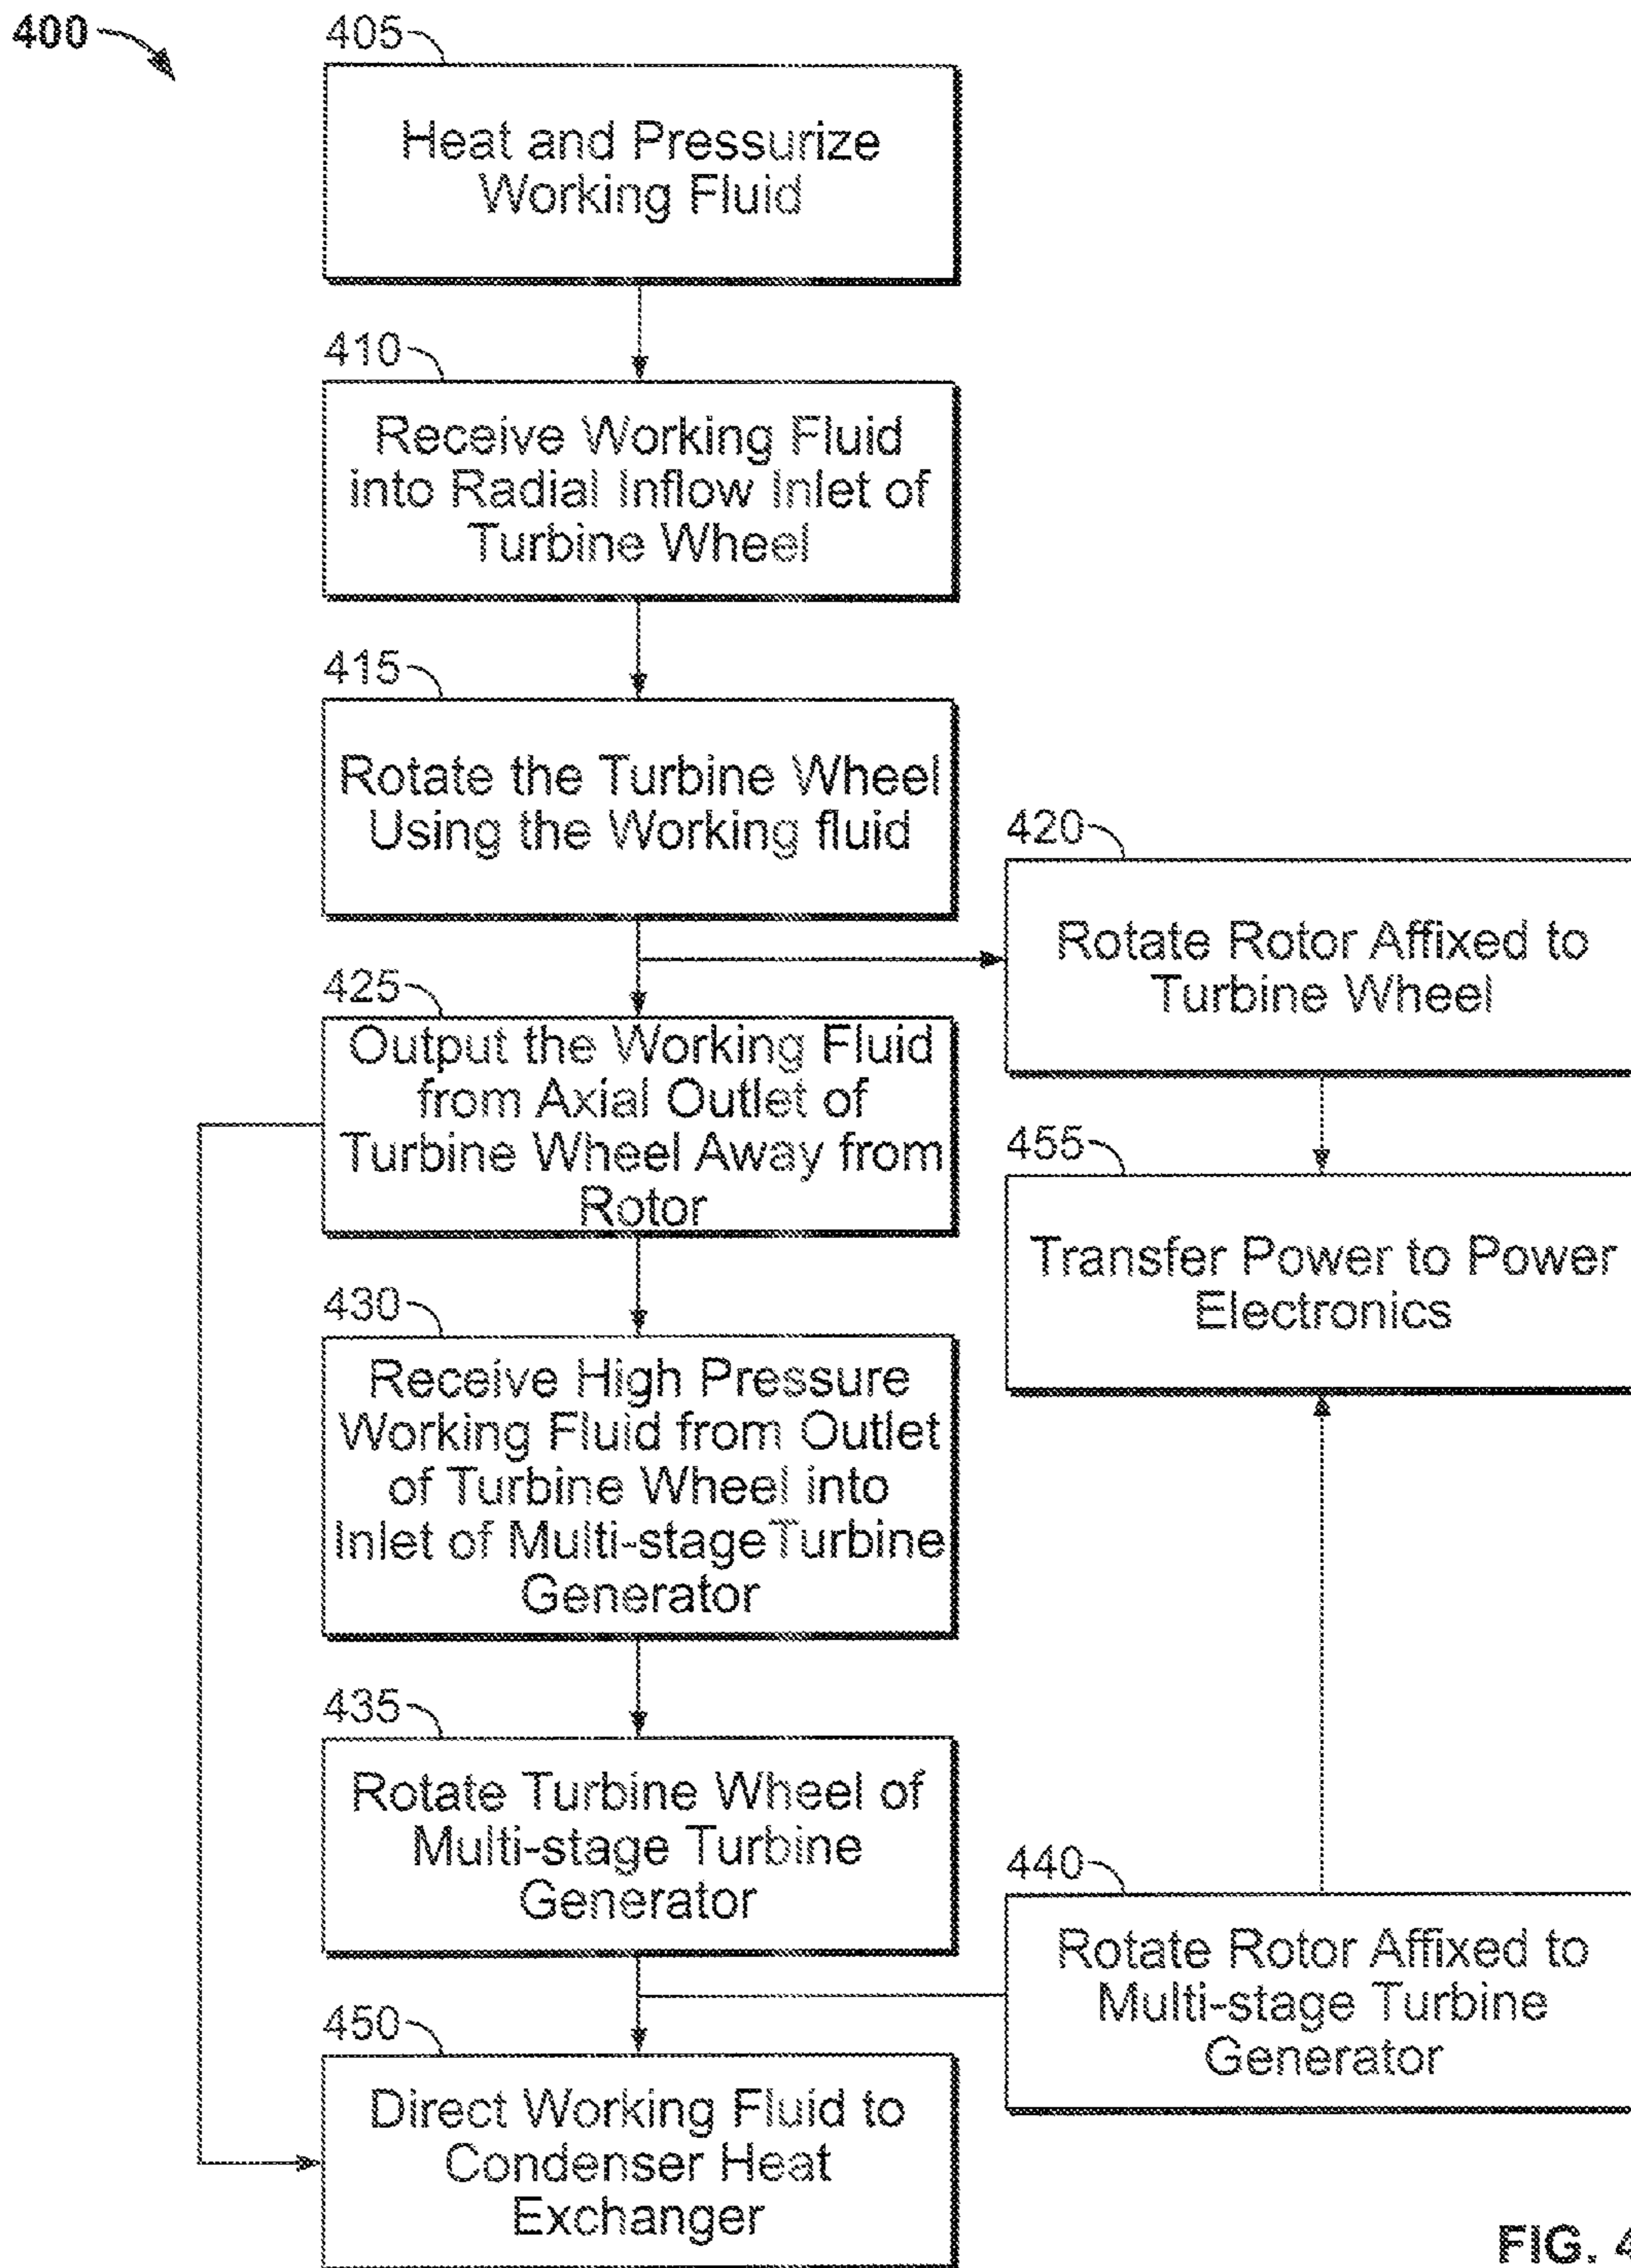 400
405
Heat and Pressurize
Working Fluid
410
Receive Working Fluid
into Radial Inflow Inlet of
Turbine Wheel
415
Rotate the Turbine Wheel
Using the Working fluid
420
Rotate Rotor Affixed to
Turbine Wheel
425
Output the Working Fluid
from Axial Outlet of
Turbine Wheel Away from
Rotor
455
Transfer Power to Power
Electronics
430
Receive High Pressure
Working Fluid from Outlet
of Turbine Wheel into
Inlet of Multi-stage Turbine
Generator
435
Rotate Turbine Wheel of
Multi-stage Turbine
Generator
440
Rotate Rotor Affixed to
Multi-stage Turbine
Generator
450
Direct Working Fluid to
Condenser Heat
Exchanger
FIG. 4